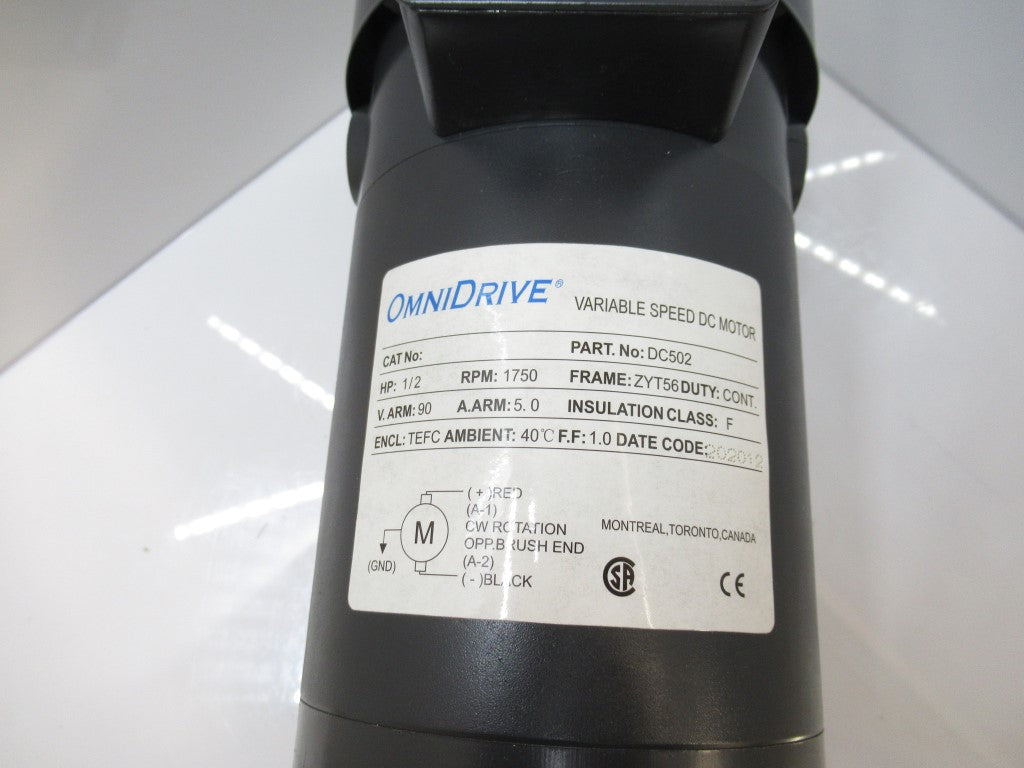 OMNIDRIVE® VARIABLE SPEED DC MOTOR
CAT No: PART. No: DC502
HP: 1/2 RPM: 1750 FRAME: ZYT56 DUTY: CONT.
V. ARM: 90 A.ARM: 5.0 INSULATION CLASS: F
ENCL: TEFC AMBIENT: 40℃ F.F: 1.0 DATE CODE: 202012
(+)RED
(A-1)
CW ROTATION
OPP.BRUSH END
(A-2)
(-)BLACK
M
(GND)
MONTREAL,TORONTO,CANADA
SA CE